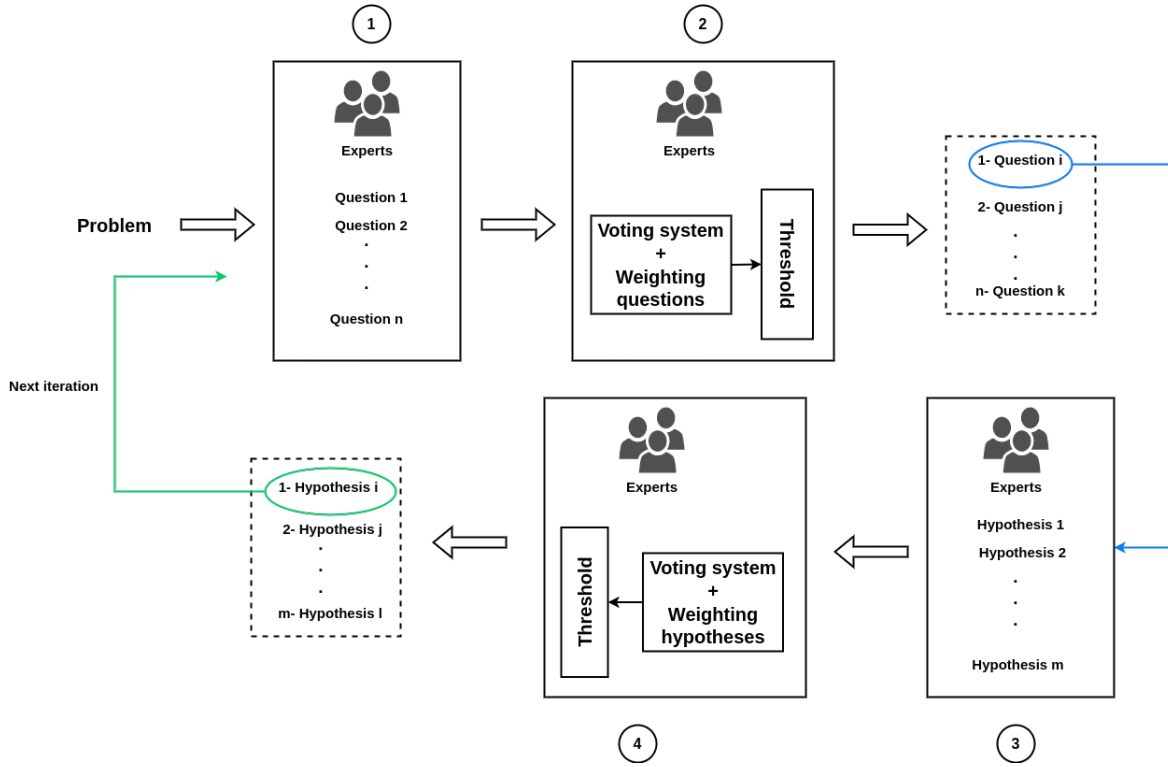 1
2
Experts
Question 1
Question 2
.
.
.
Question n
Experts
Voting system
+
Weighting
questions
Threshold
1- Question i
2- Question j
.
.
.
n- Question k
Problem
Next iteration
1- Hypothesis i
2- Hypothesis j
.
.
.
m- Hypothesis l
Experts
Threshold
Voting system
+
Weighting
hypotheses
Experts
Hypothesis 1
Hypothesis 2
.
.
.
Hypothesis m
4
3